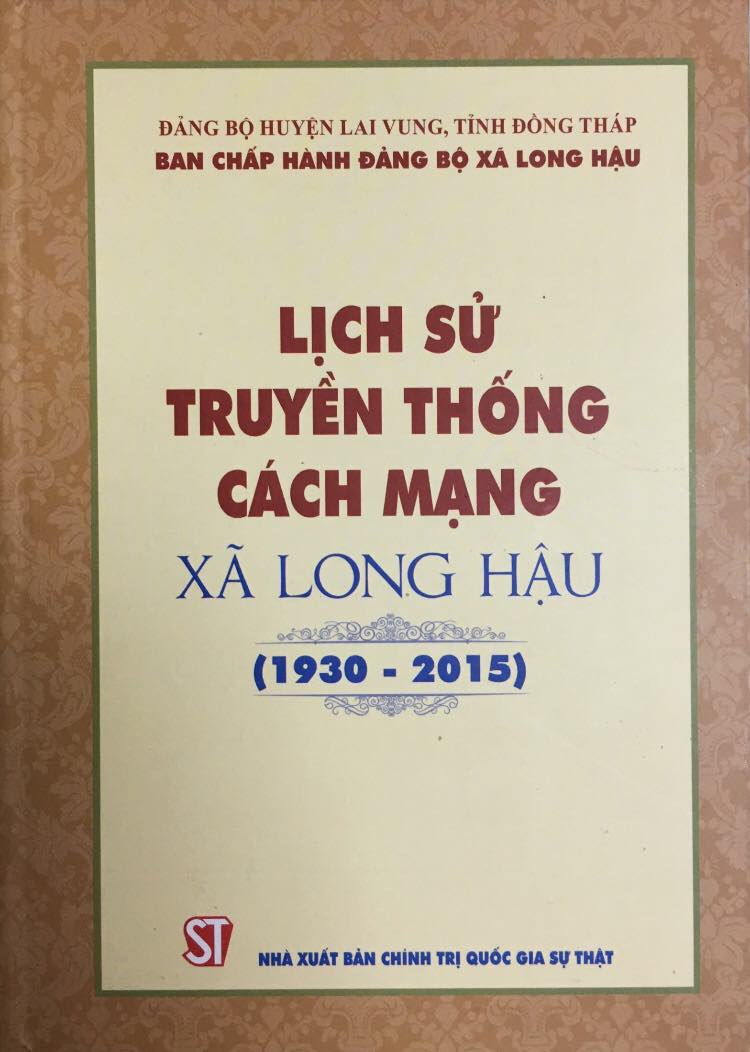 ĐẢNG BỘ HUYỆN LAI VUNG, TỈNH ĐỒNG THÁP
BAN CHẤP HÀNH ĐẢNG BỘ XÃ LONG HẬU
LỊCH SỬ
TRUYỀN THỐNG
CÁCH MẠNG
XÃ LONG HẬU
(1930 - 2015)
ST
NHÀ XUẤT BẢN CHÍNH TRỊ QUỐC GIA SỰ THẬT